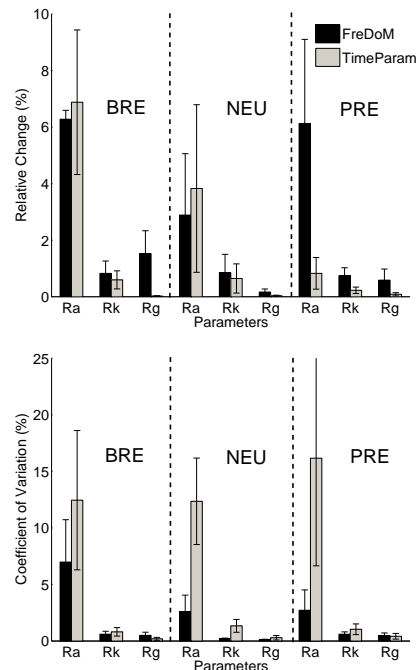 10
8
6
4
2
0
Relative Change (%)
FreDoM
TimeParam
BRE
NEU
PRE
Ra Rk Rg Ra Rk Rg Ra Rk Rg
Parameters
25
20
15
10
5
0
Coefficient of Variation (%)
BRE
NEU
PRE
Ra Rk Rg Ra Rk Rg Ra Rk Rg
Parameters